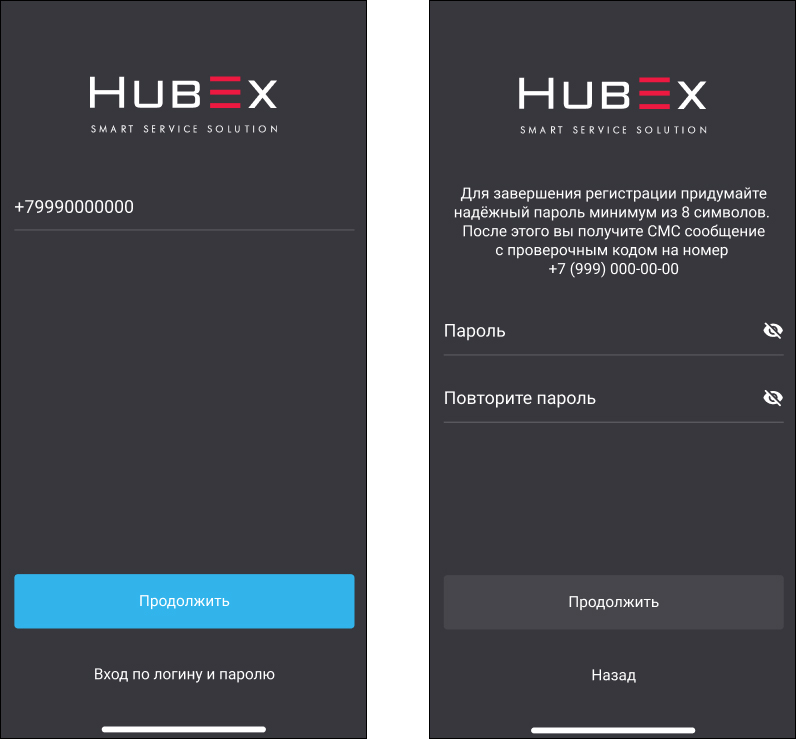 HUBEX
SMART SERVICE SOLUTION
+79990000000
Продолжить
Вход по логину и паролю
HUBEX
SMART SERVICE SOLUTION
Для завершения регистрации придумайте
надёжный пароль минимум из 8 символов.
После этого вы получите СМС сообщение
с проверочным кодом на номер
+7 (999) 000-00-00
Пароль
Повторите пароль
Продолжить
Назад